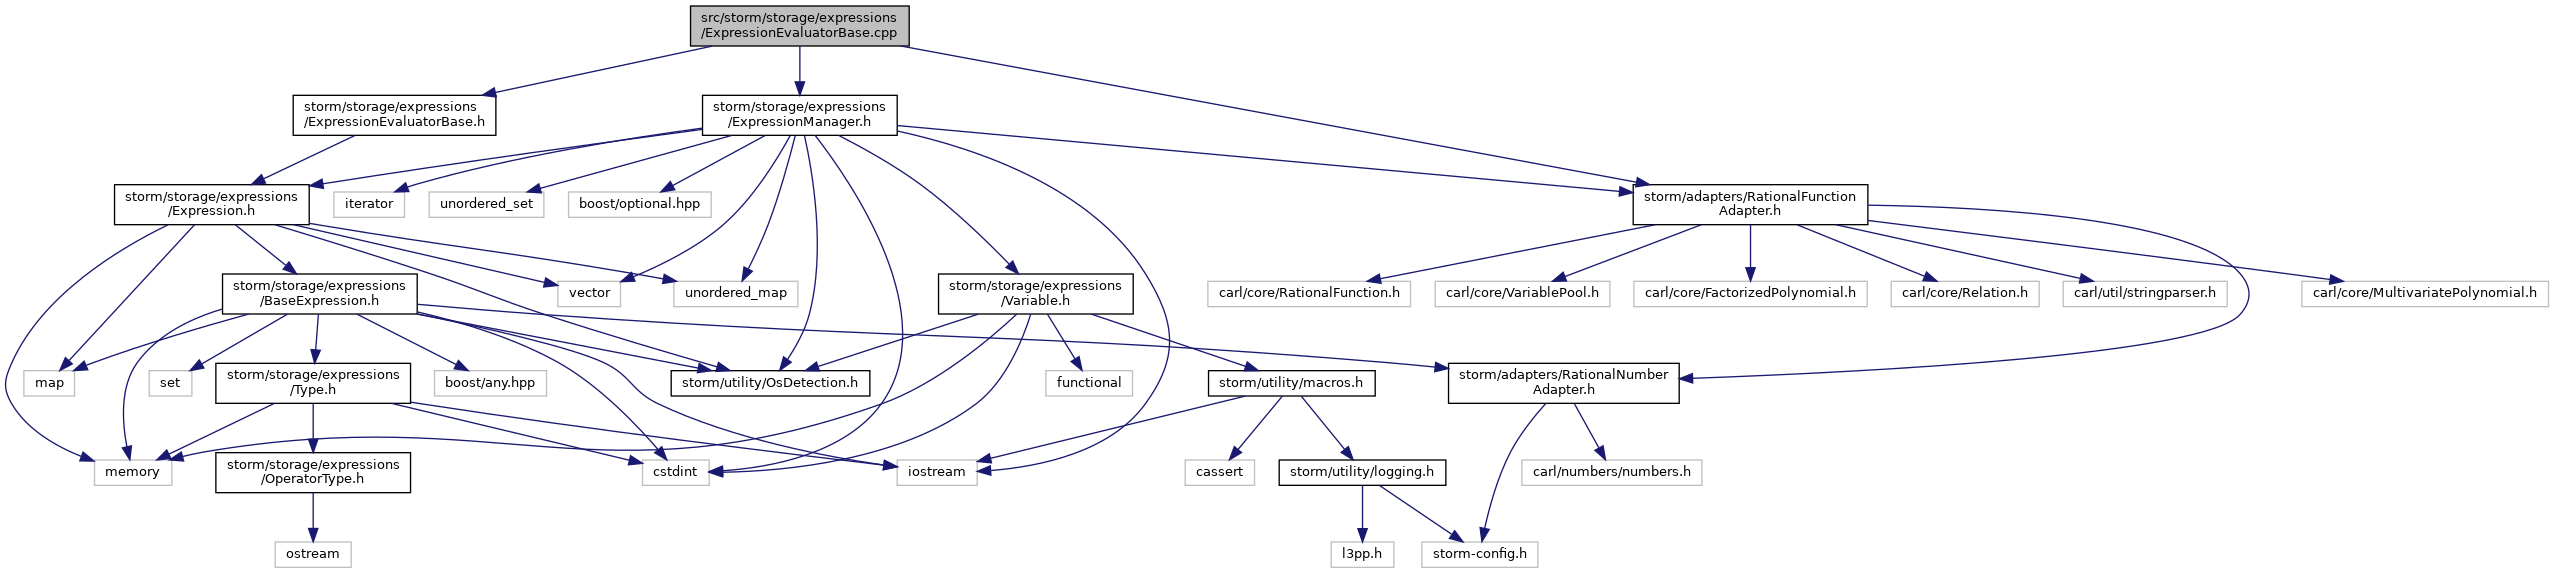 src/storm/storage/expressions
/ExpressionEvaluatorBase.cpp
storm/storage/expressions
/ExpressionEvaluatorBase.h
storm/storage/expressions
/ExpressionManager.h
storm/storage/expressions
/Expression.h
iterator
unordered_set
boost/optional.hpp
storm/adapters/RationalFunction
Adapter.h
storm/storage/expressions
/BaseExpression.h
vector
unordered_map
storm/storage/expressions
/Variable.h
carl/core/RationalFunction.h
carl/core/VariablePool.h
carl/core/FactorizedPolynomial.h
carl/core/Relation.h
carl/util/stringparser.h
carl/core/MultivariatePolynomial.h
map
set
storm/storage/expressions
/Type.h
boost/any.hpp
storm/utility/OsDetection.h
functional
storm/utility/macros.h
storm/adapters/RationalNumber
Adapter.h
memory
storm/storage/expressions
/OperatorType.h
cstdint
iostream
cassert
storm/utility/logging.h
carl/numbers/numbers.h
ostream
l3pp.h
storm-config.h